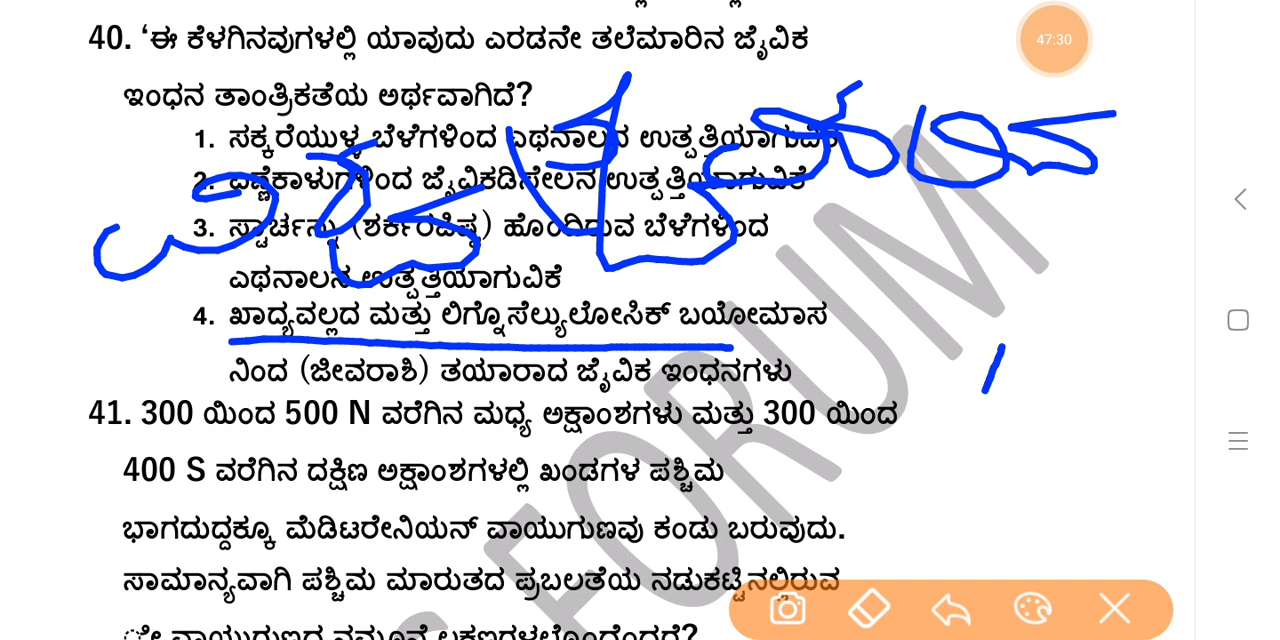 40. ‘ಈ ಕೆಳಗಿನವುಗಳಲ್ಲಿ ಯಾವುದು ಎರಡನೇ ತಲೆಮಾರಿನ ಜೈವಿಕ
47:30
ಇಂಧನ ತಾಂತ್ರಿಕತೆಯ ಅರ್ಥವಾಗಿದೆ?
1. ಸಕ್ಕರೆಯುಳ್ಳ ಬೆಳೆಗಳಿಂದ ಎಥನಾಲನ ಉತ್ಪತ್ತಿಯಾಗುವಿಕೆ
2. ಎಣ್ಣೆಕಾಳುಗಳಿಂದ ಜೈವಿಕಡಿಸೇಲನ ಉತ್ಪತ್ತಿಯಾಗುವಿಕೆ
3. ಸ್ಟಾರ್ಚನ್ನು (ಶರ್ಕರಪಿಷ್ಠ) ಹೊಂದಿರುವ ಬೆಳೆಗಳಿಂದ
ಎಥನಾಲನ ಉತ್ಪತ್ತಿಯಾಗುವಿಕೆ
4. ಖಾದ್ಯವಲ್ಲದ ಮತ್ತು ಲಿಗ್ನೊಸೆಲ್ಯುಲೋಸಿಕ್ ಬಯೋಮಾಸ
ನಿಂದ (ಜೀವರಾಶಿ) ತಯಾರಾದ ಜೈವಿಕ ಇಂಧನಗಳು
41. 300 ಯಿಂದ 500 N ವರೆಗಿನ ಮಧ್ಯ ಅಕ್ಷಾಂಶಗಳು ಮತ್ತು 300 ಯಿಂದ
400 S ವರೆಗಿನ ದಕ್ಷಿಣ ಅಕ್ಷಾಂಶಗಳಲ್ಲಿ ಖಂಡಗಳ ಪಶ್ಚಿಮ
ಭಾಗದುದ್ದಕ್ಕೂ ಮೆಡಿಟರೇನಿಯನ್ ವಾಯುಗುಣವು ಕಂಡು ಬರುವುದು.
ಸಾಮಾನ್ಯವಾಗಿ ಪಶ್ಚಿಮ ಮಾರುತದ ಪ್ರಬಲತೆಯ ನಡುಕಟ್ಟಿನಲ್ಲಿರುವ
FORUM